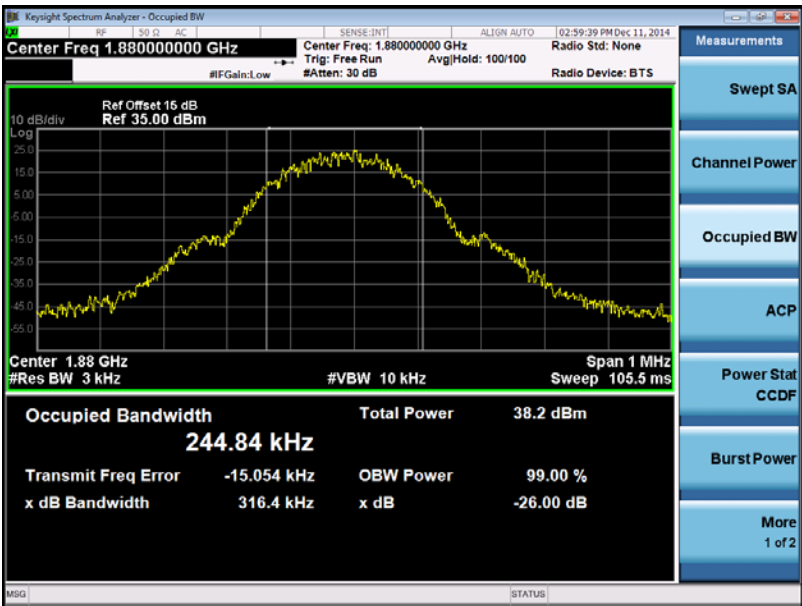 Keysight Spectrum Analyzer - Occupied BW
RF 50 Ω AC SENSE:INT ALIGN AUTO 02:59:39 PM Dec 11, 2014
Center Freq 1.880000000 GHz
Center Freq: 1.880000000 GHz
Radio Std: None
Trig: Free Run Avg|Hold: 100/100
#IFGain:Low
#Atten: 30 dB
Radio Device: BTS
Ref Offset 15 dB
10 dB/div Ref 35.00 dBm
Log
25.0
15.0
5.00
-5.00
-15.0
-25.0
-35.0
-45.0
-55.0
Center 1.88 GHz Span 1 MHz
#Res BW 3 kHz #VBW 10 kHz Sweep 105.5 ms
Occupied Bandwidth Total Power 38.2 dBm
244.84 kHz
Transmit Freq Error -15.054 kHz OBW Power 99.00 %
x dB Bandwidth 316.4 kHz x dB -26.00 dB
MSG STATUS
Measurements
Swept SA
Channel Power
Occupied BW
ACP
Power Stat
CCDF
Burst Power
More
1 of 2